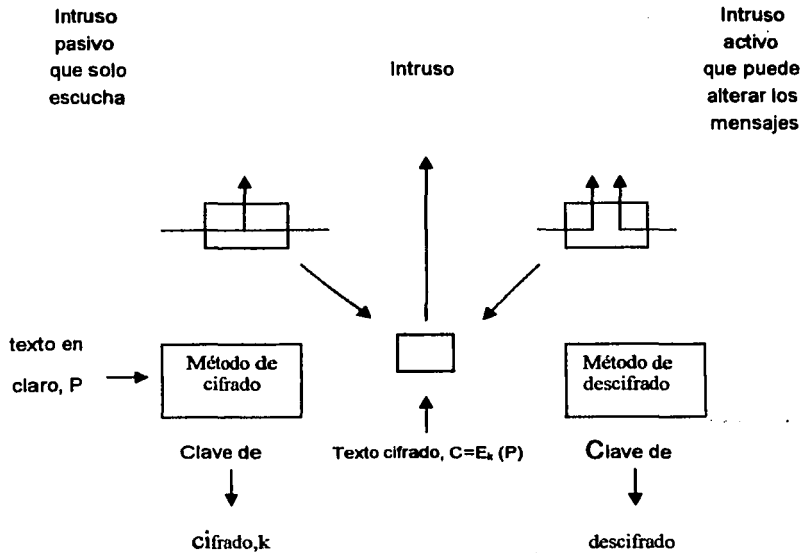 Intruso
pasivo
que solo
escucha
Intruso
Intruso
activo
que puede
alterar los
mensajes
texto en
claro, P
Método de
cifrado
Método de
descifrado
Clave de
Texto cifrado, C=Eₖ (P)
Clave de
cifrado,k
descifrado